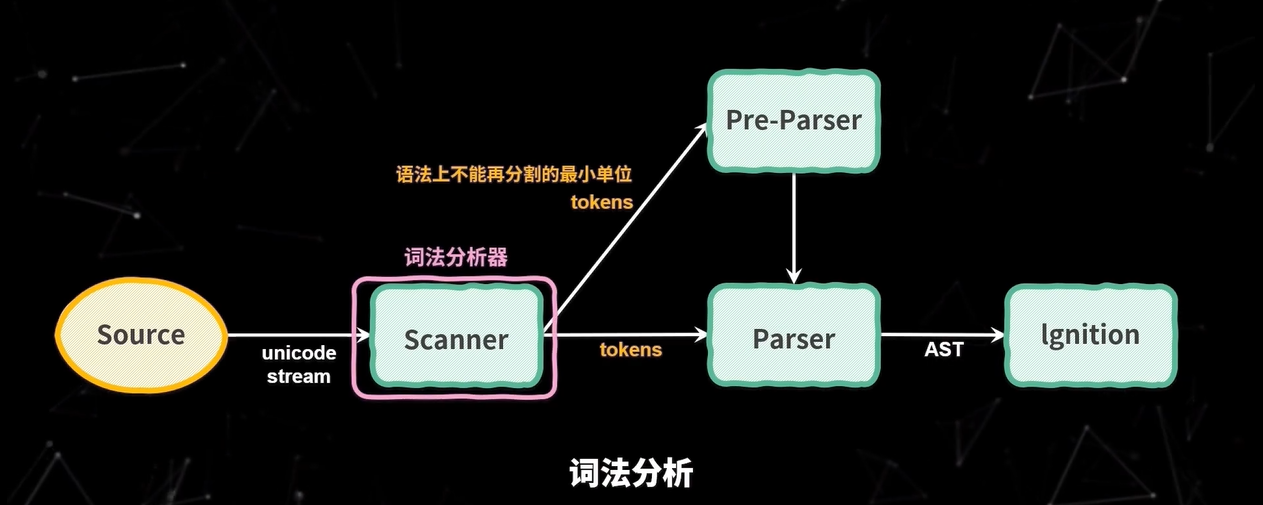 Pre-Parser
语法上不能再分割的最小单位
tokens
词法分析器
Source
unicode
stream
Scanner
tokens
Parser
AST
lgnition
词法分析